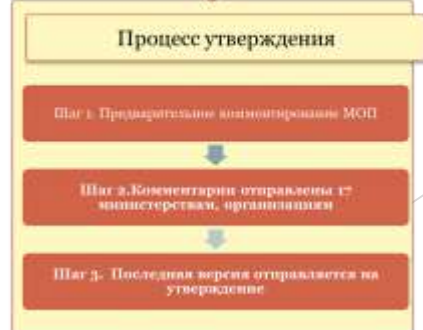 Процесс утверждения
Шаг 1. Предварительное комментирование МОП
Шаг 2.Комментарии отправлены 17
министерствам, организациям
Шаг 3. Последняя версия отправляется на
утверждение